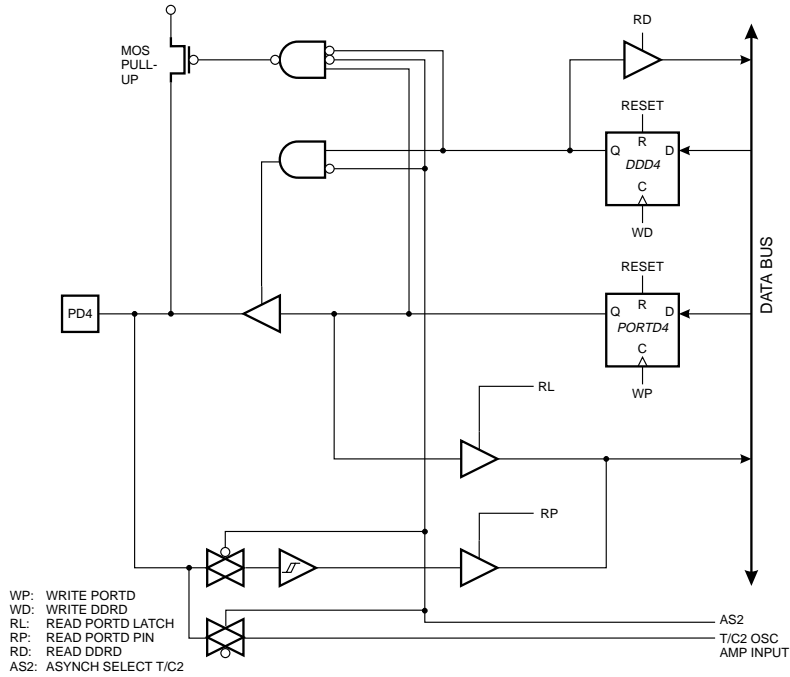 RD
MOS
PULL-
UP
RESET
R
Q
D
DDD4
C
WD
RESET
R
PD4
Q
D
PORTD4
C
WP
DATA BUS
RL
RP
WP: WRITE PORTD
WD: WRITE DDRD
RL: READ PORTD LATCH
RP: READ PORTD PIN
RD: READ DDRD
AS2: ASYNCH SELECT T/C2
AS2
T/C2 OSC
AMP INPUT